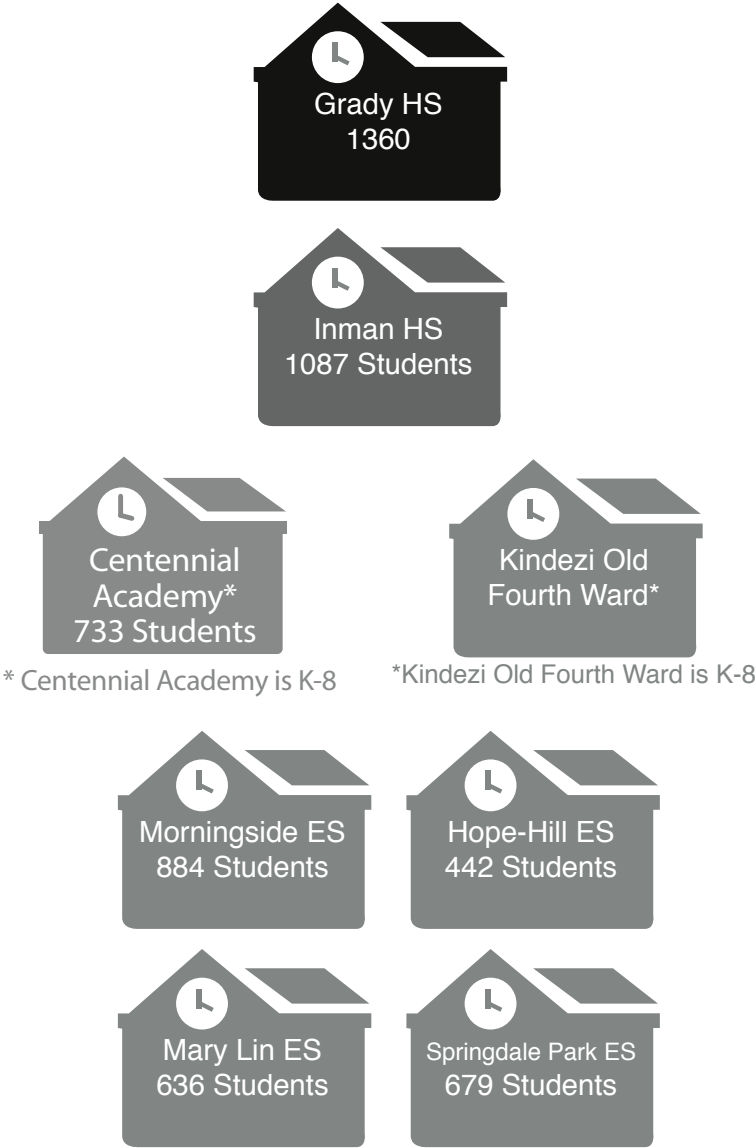 Grady HS
1360
Inman HS
1087 Students
Centennial
Academy*
733 Students
* Centennial Academy is K-8
Kindezi Old
Fourth Ward*
*Kindezi Old Fourth Ward is K-8
Morningside ES
884 Students
Hope-Hill ES
442 Students
Mary Lin ES
636 Students
Springdale Park ES
679 Students